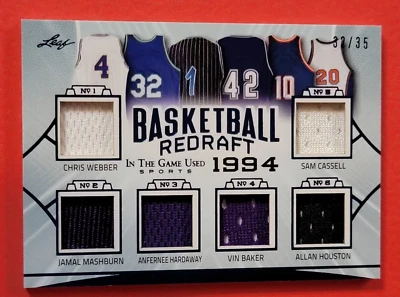 Leaf
4
32
1
42
10
20
32/35
Nº 1
Nº 5
BASKETBALL
REDRAFT
IN THE GAME USED
SPORTS
1994
CHRIS WEBBER
SAM CASSELL
Nº 2
Nº 3
Nº 4
Nº 6
JAMAL MASHBURN
ANFERNEE HARDAWAY
VIN BAKER
ALLAN HOUSTON